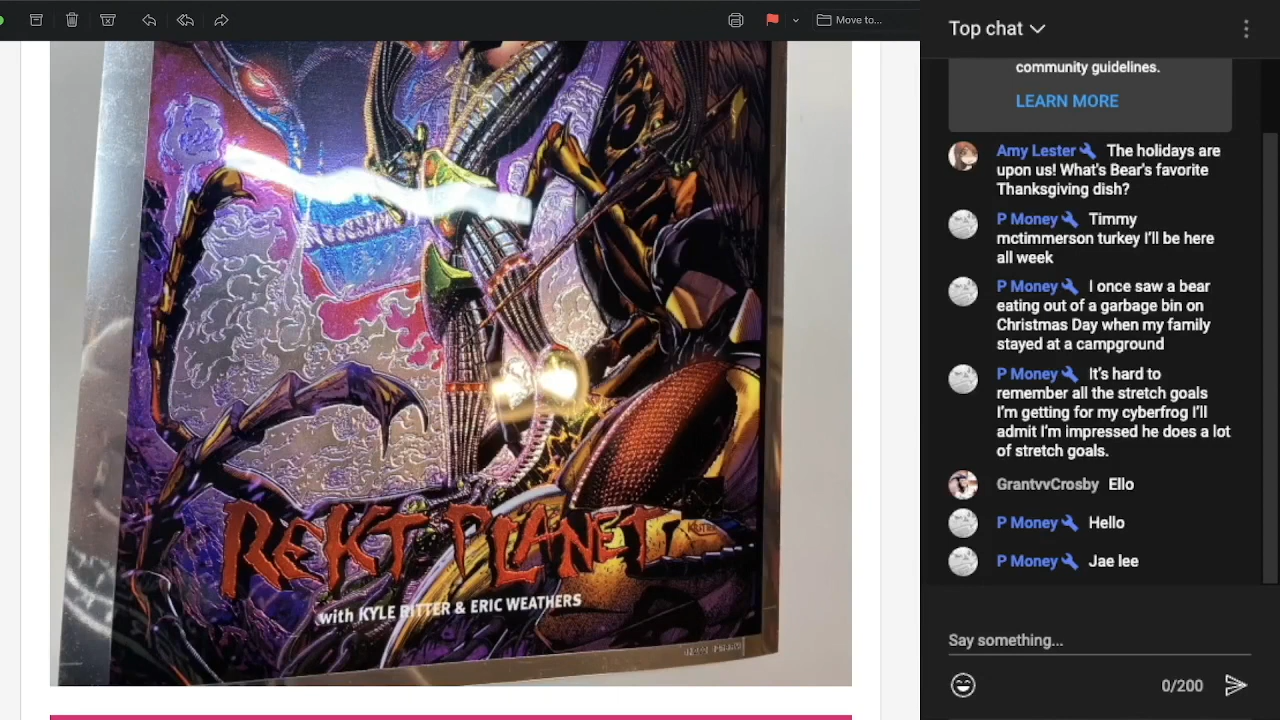 Move to...
REKT PLANET
with KYLE RITTER & ERIC WEATHERS
Top chat
community guidelines.
LEARN MORE
Amy Lester The holidays are
upon us! What's Bear's favorite
Thanksgiving dish?
P Money Timmy
mctimmerson turkey I'll be here
all week
P Money I once saw a bear
eating out of a garbage bin on
Christmas Day when my family
stayed at a campground
P Money It's hard to
remember all the stretch goals
I'm getting for my cyberfrog I'll
admit I'm impressed he does a lot
of stretch goals.
GrantvvCrosby Ello
P Money Hello
P Money Jae lee
Say something...
0/200